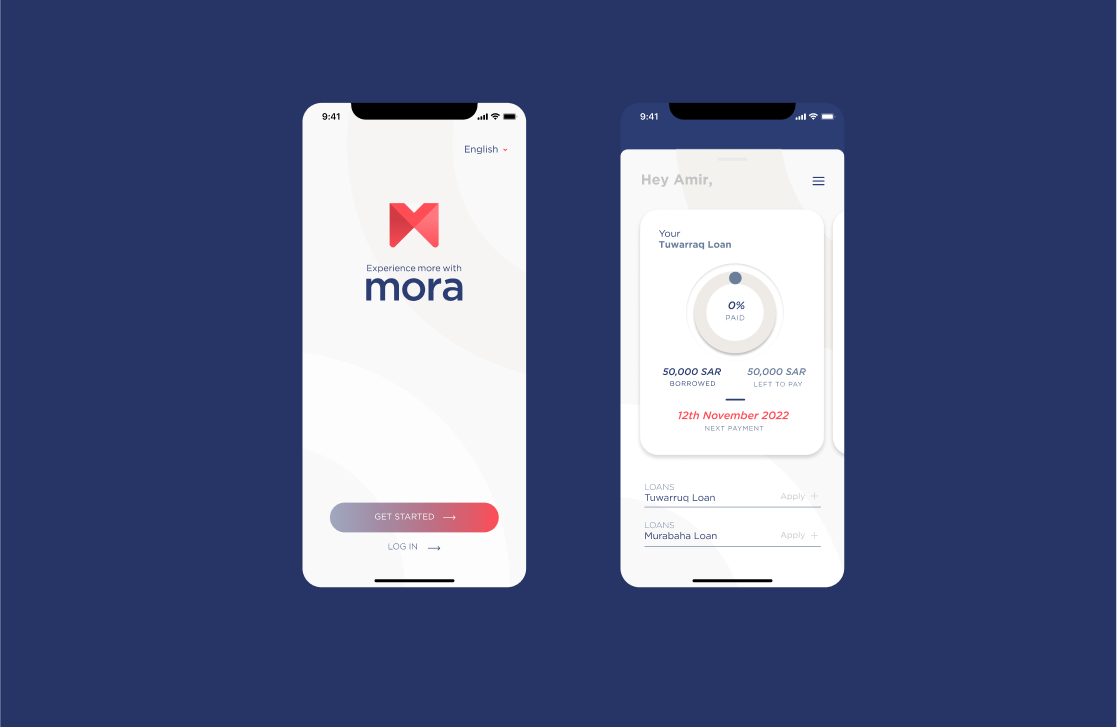 9:41
English
Experience more with
mora
GET STARTED
LOG IN
9:41
Hey Amir,
Your
Tuwarraq Loan
0%
PAID
50,000 SAR 50,000 SAR
BORROWED LEFT TO PAY
12th November 2022
NEXT PAYMENT
LOANS
Tuwarruq Loan Apply +
LOANS
Murabaha Loan Apply +